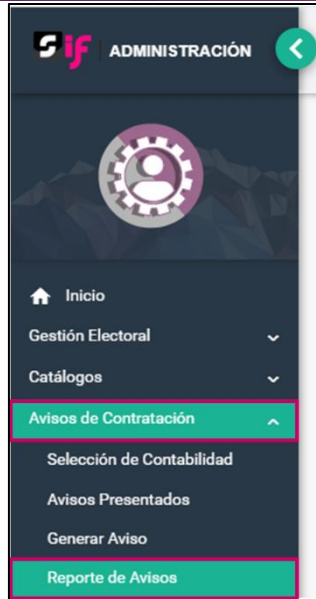 Sif ADMINISTRACIÓN
Inicio
Gestión Electoral
Catálogos
Avisos de Contratación
Selección de Contabilidad
Avisos Presentados
Generar Aviso
Reporte de Avisos